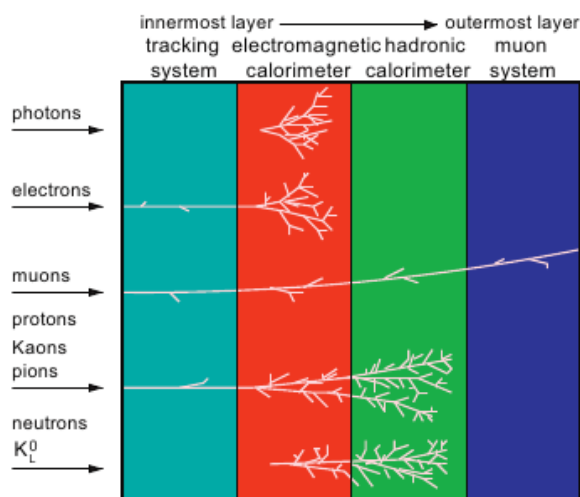 innermost layer outermost layer
tracking electromagnetic hadronic muon
system calorimeter calorimeter system
photons
electrons
muons
protons
Kaons
pions
neutrons
K⁰_L